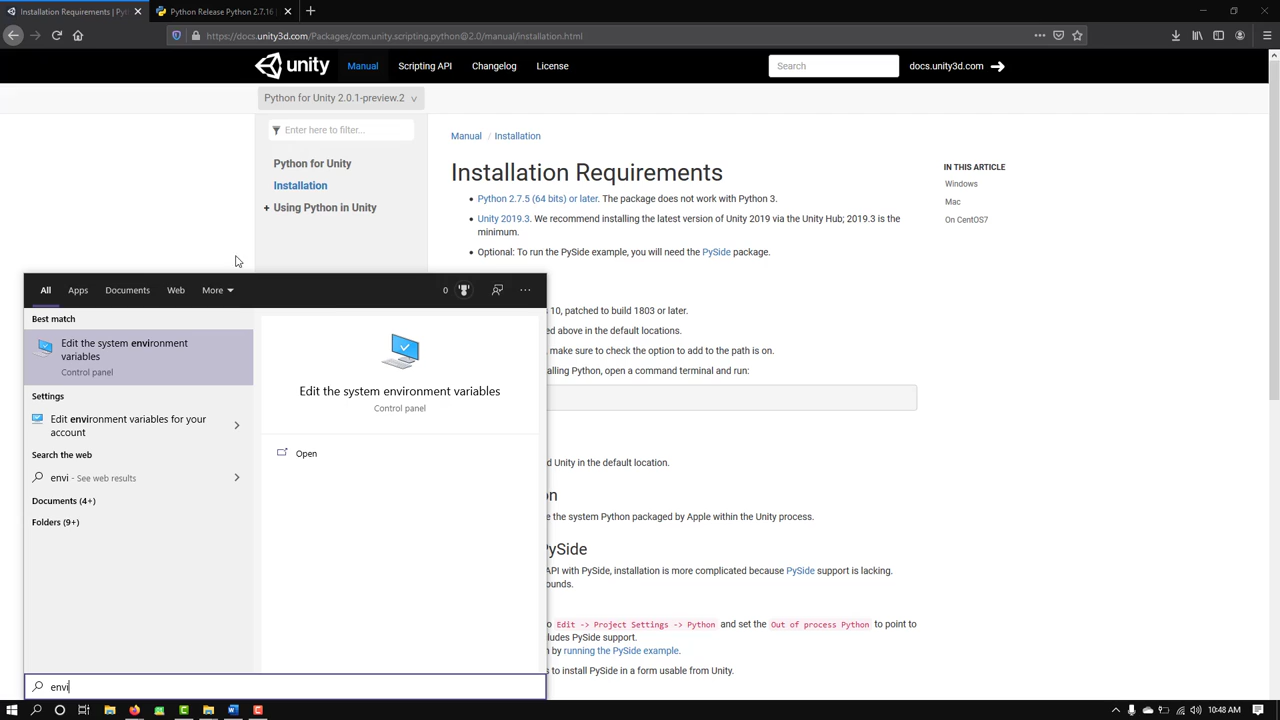 Installation Requirements | Pyt
Python Release Python 2.7.16
https://docs.unity3d.com/Packages/com.unity.scripting.python@2.0/manual/installation.html
unity
Manual
Scripting API
Changelog
License
Search
docs.unity3d.com
Python for Unity 2.0.1-preview.2
Enter here to filter...
Python for Unity
Installation
Using Python in Unity
Manual / Installation
Installation Requirements
Python 2.7.5 (64 bits) or later. The package does not work with Python 3.
Unity 2019.3. We recommend installing the latest version of Unity 2019 via the Unity Hub; 2019.3 is the
minimum.
Optional: To run the PySide example, you will need the PySide package.
IN THIS ARTICLE
Windows
Mac
On CentOS7
s 10, patched to build 1803 or later.
ed above in the default locations.
, make sure to check the option to add to the path is on.
alling Python, open a command terminal and run:
d Unity in the default location.
on
e the system Python packaged by Apple within the Unity process.
PySide
API with PySide, installation is more complicated because PySide support is lacking.
ounds.
to Edit -> Project Settings -> Python and set the Out of process Python to point to
cludes PySide support.
n by running the PySide example.
s to install PySide in a form usable from Unity.
All
Apps
Documents
Web
More
0
Best match
Edit the system environment
variables
Control panel
Settings
Edit environment variables for your
account
Search the web
envi - See web results
Documents (4+)
Folders (9+)
Edit the system environment variables
Control panel
Open
envi
10:48 AM